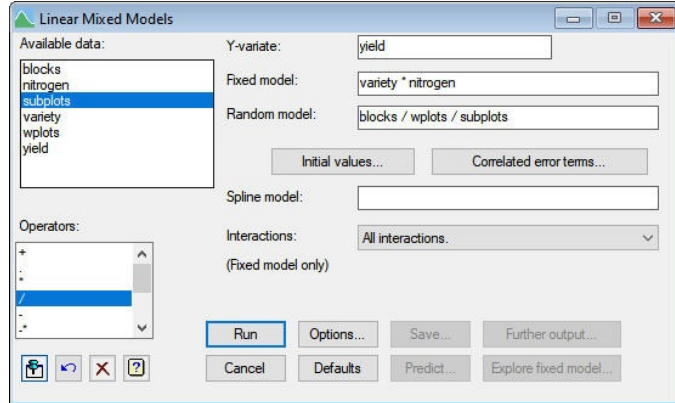 Linear Mixed Models
Available data:
blocks
nitrogen
subplots
variety
wplots
yield
Y-variate: yield
Fixed model: variety * nitrogen
Random model: blocks / wplots / subplots
Initial values... Correlated error terms...
Spline model:
Operators:
+
.
*
/
-
-*
Interactions: All interactions.
(Fixed model only)
Run Options... Save... Further output...
Cancel Defaults Predict... Explore fixed model...